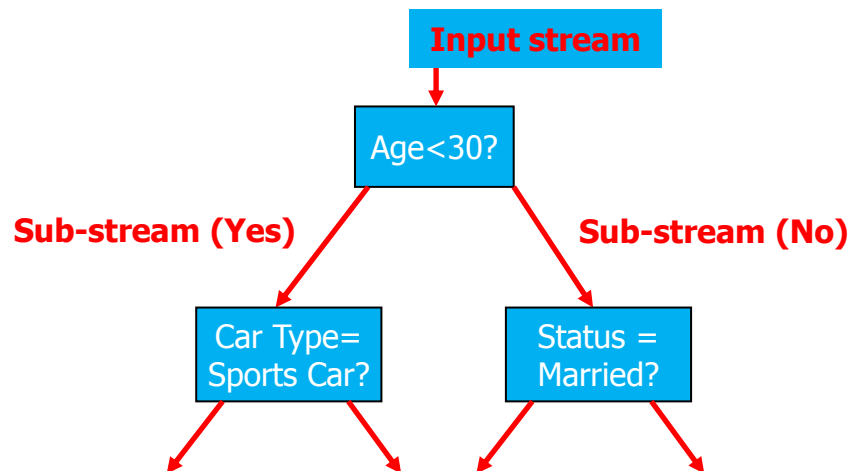 Input stream
Age<30?
Sub-stream (Yes)
Sub-stream (No)
Car Type=
Sports Car?
Status =
Married?